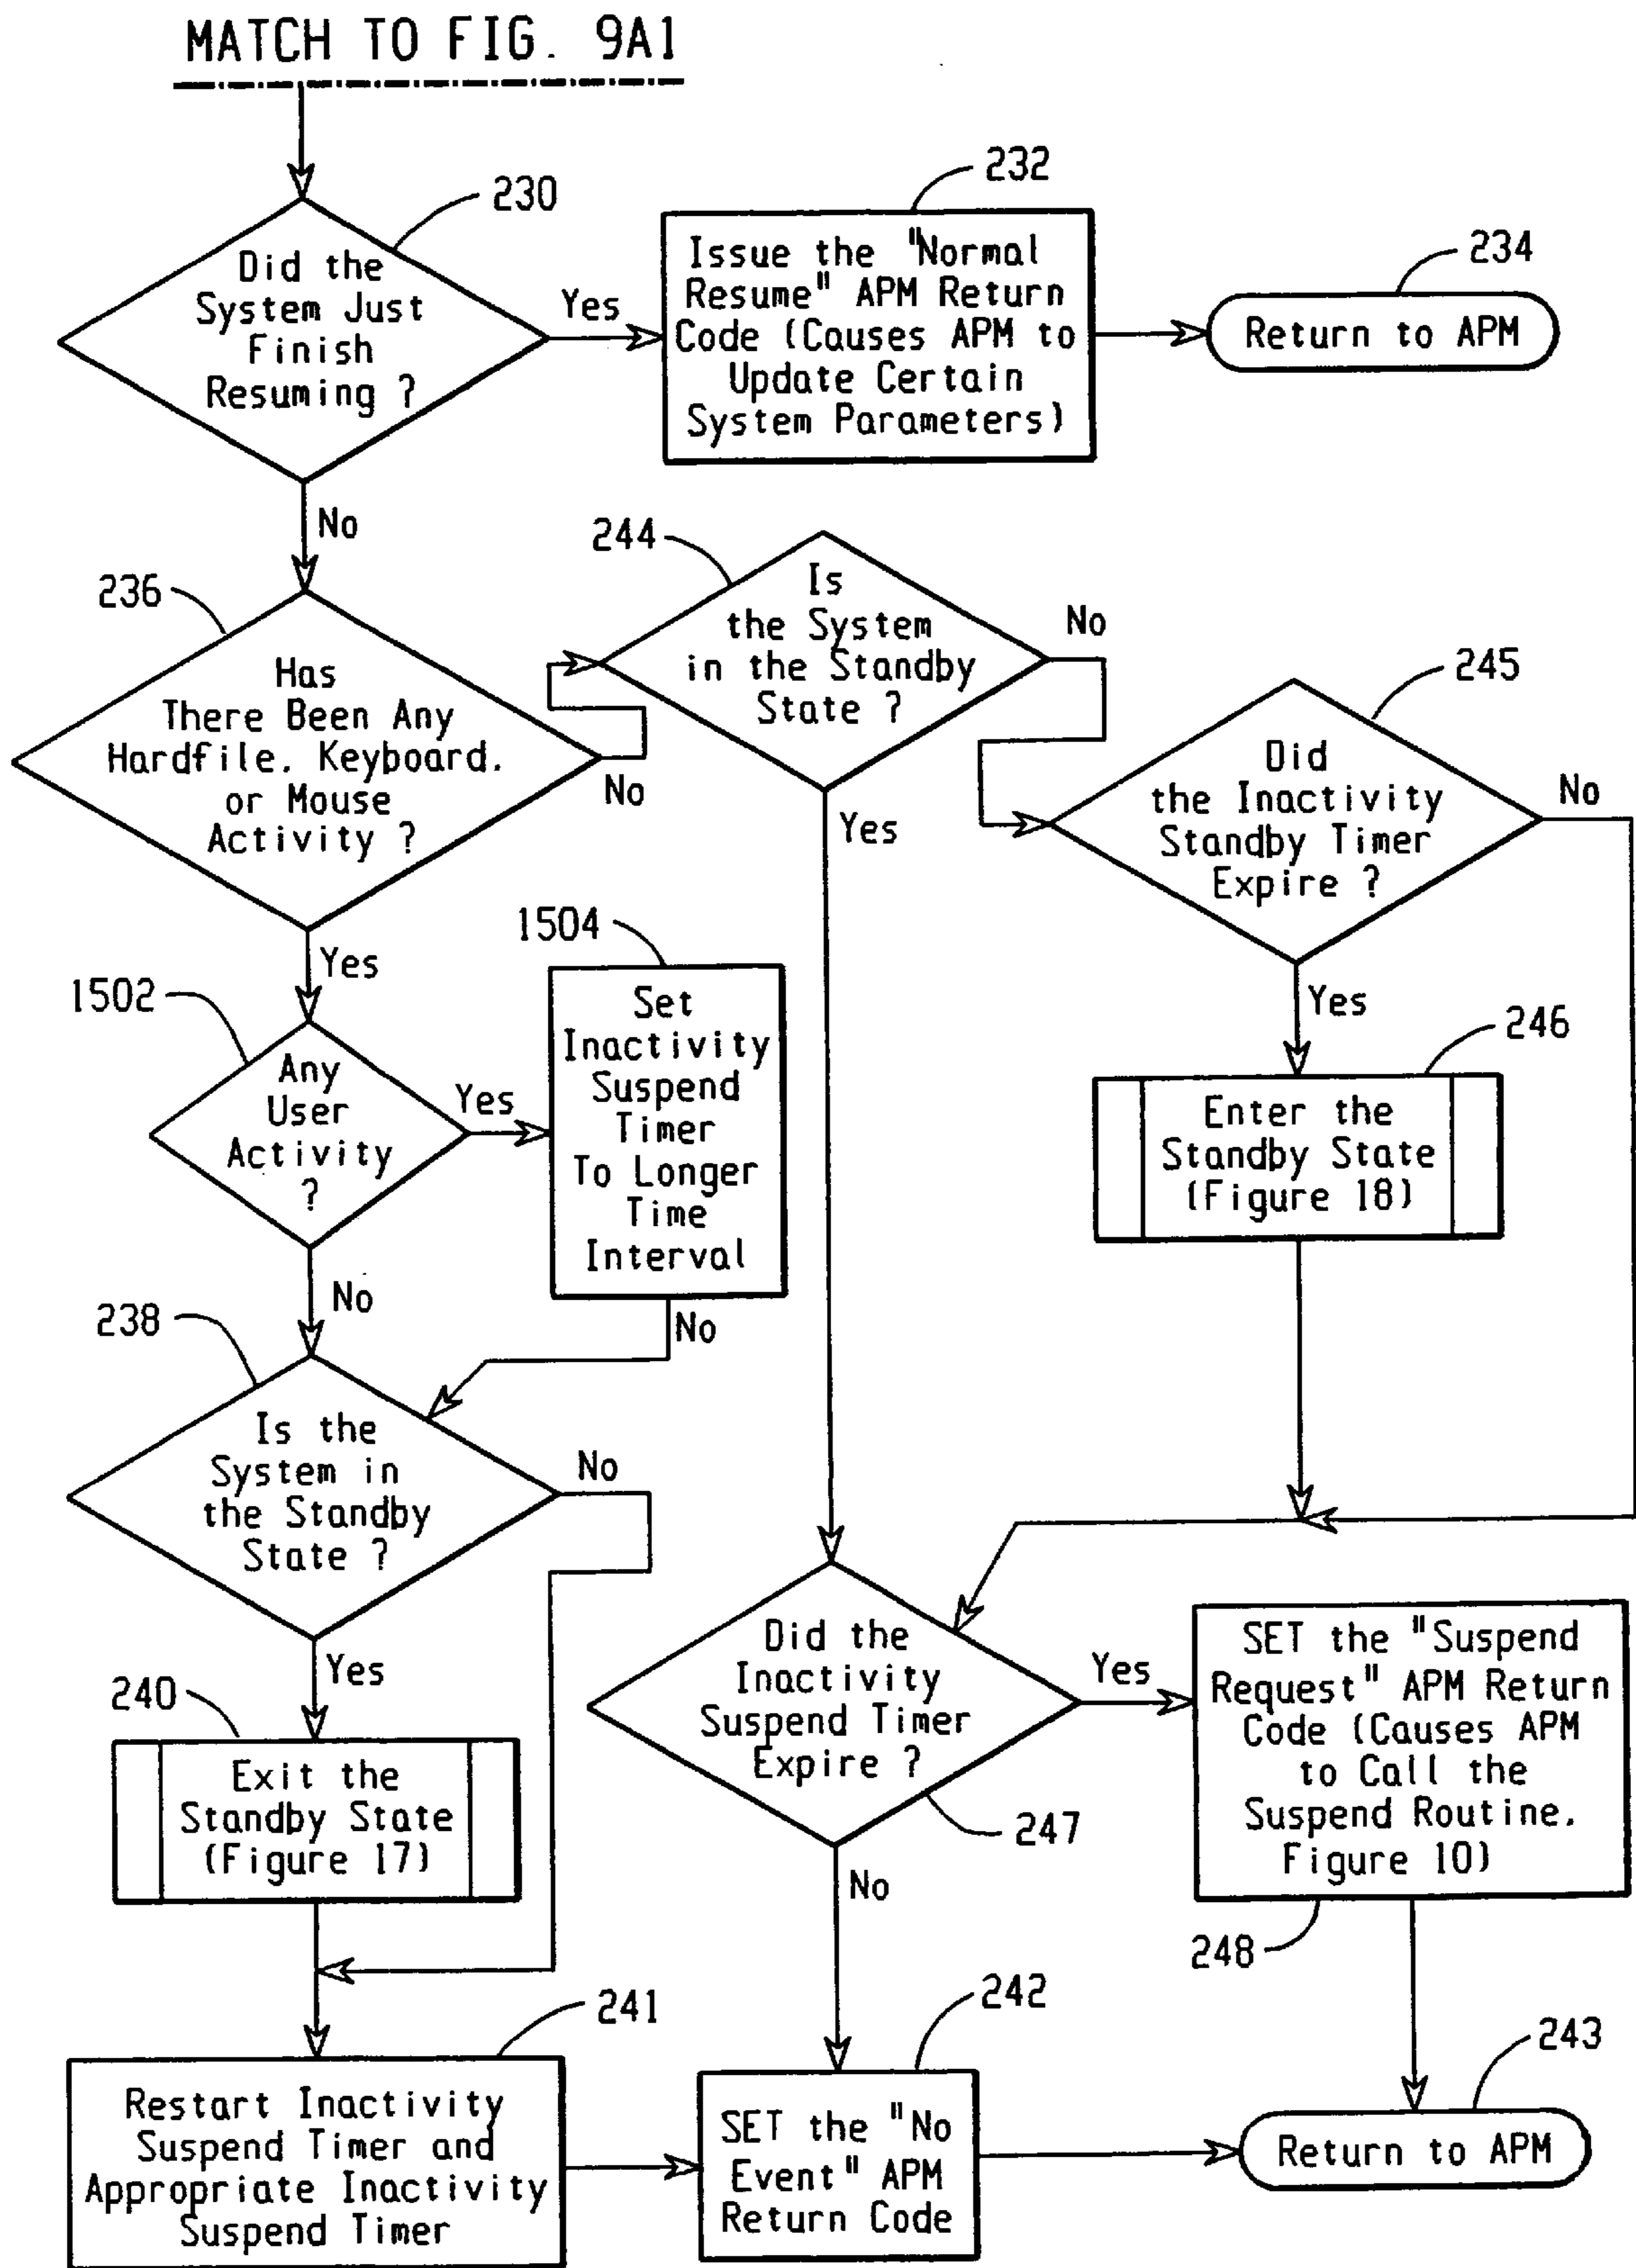 MATCH TO FIG. 9A1
230
Did the
System Just
Finish
Resuming ?
Yes
No
232
Issue the "Normal
Resume" APM Return
Code (Causes APM to
Update Certain
System Parameters)
234
Return to APM
236
Has
There Been Any
Hardfile, Keyboard,
or Mouse
Activity ?
No
Yes
244
Is
the System
in the Standby
State ?
No
Yes
245
Did
the Inactivity
Standby Timer
Expire ?
No
Yes
246
Enter the
Standby State
(Figure 18)
1502
Any
User
Activity
?
Yes
No
1504
Set
Inactivity
Suspend
Timer
To Longer
Time
Interval
No
238
Is the
System in
the Standby
State ?
No
Yes
240
Exit the
Standby State
(Figure 17)
Did the
Inactivity
Suspend Timer
Expire ?
247
Yes
No
SET the "Suspend
Request" APM Return
Code (Causes APM
to Call the
Suspend Routine,
Figure 10)
248
241
Restart Inactivity
Suspend Timer and
Appropriate Inactivity
Suspend Timer
242
SET the "No
Event" APM
Return Code
243
Return to APM